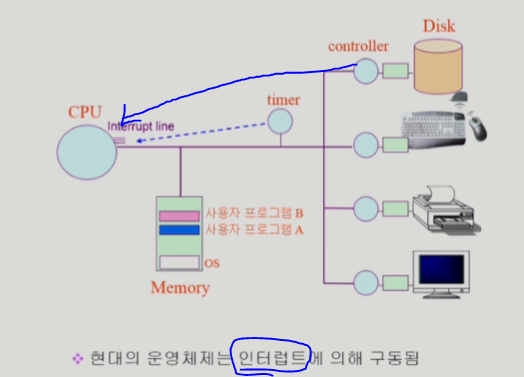 Disk
controller
timer
CPU
Interrupt line
사용자 프로그램 B
사용자 프로그램 A
OS
Memory
❖ 현대의 운영체제는 인터럽트에 의해 구동됨